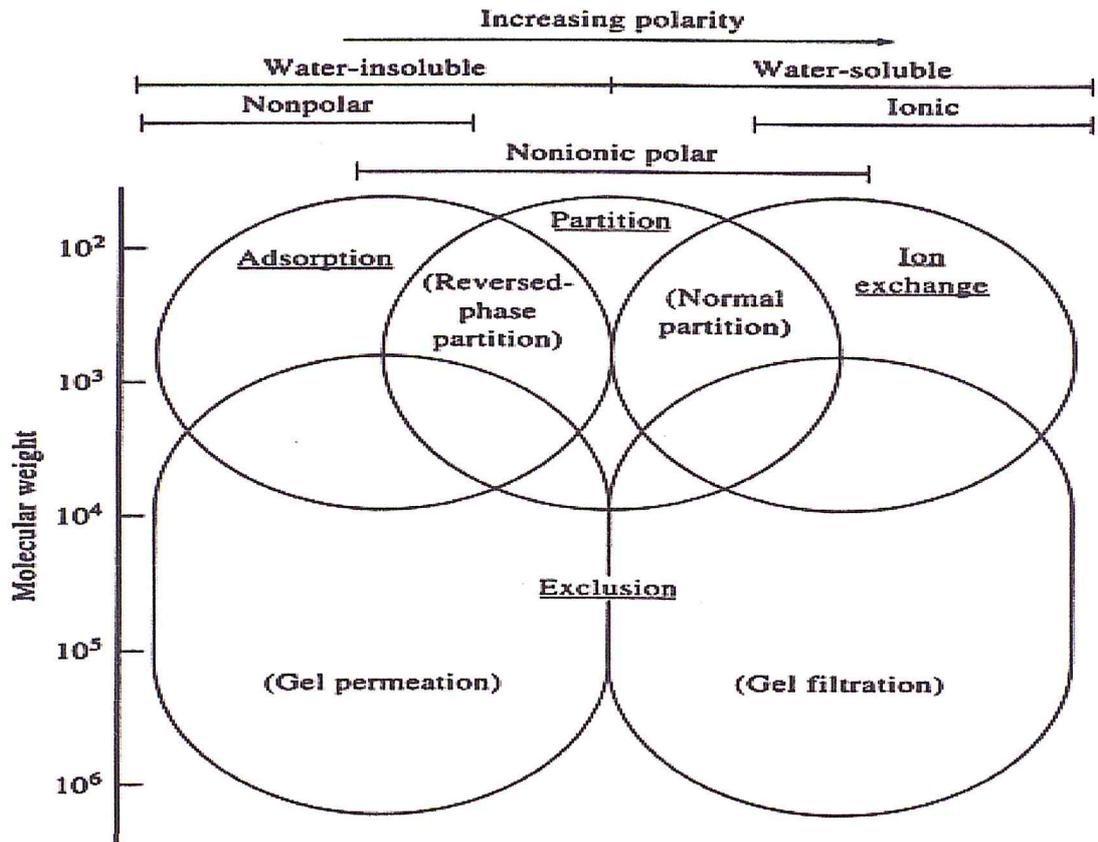 Increasing polarity
Water-insoluble
Water-soluble
Nonpolar
Ionic
Nonionic polar
Partition
10²
Adsorption
Ion
exchange
(Reversed-
phase
partition)
(Normal
partition)
10³
Molecular weight
10⁴
Exclusion
10⁵
(Gel permeation)
(Gel filtration)
10⁶